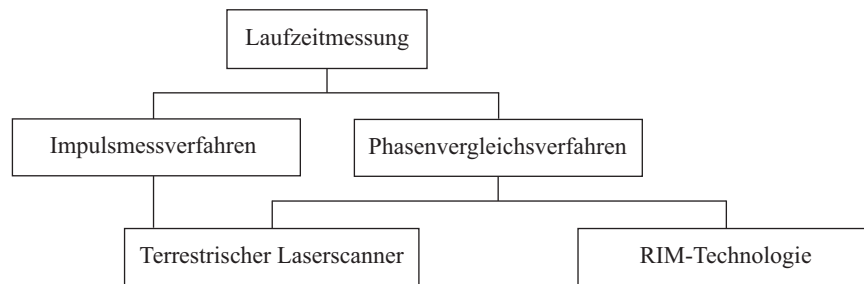 Laufzeitmessung
Impulsmessverfahren
Phasenvergleichsverfahren
Terrestrischer Laserscanner
RIM-Technologie